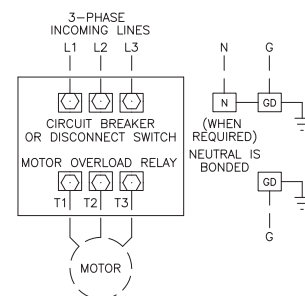 3-PHASE
INCOMING LINES
L1 L2 L3 N G
N GD
CIRCUIT BREAKER
OR DISCONNECT SWITCH
(WHEN
REQUIRED)
NEUTRAL IS
BONDED
MOTOR OVERLOAD RELAY
GD
T1 T2 T3
G
MOTOR